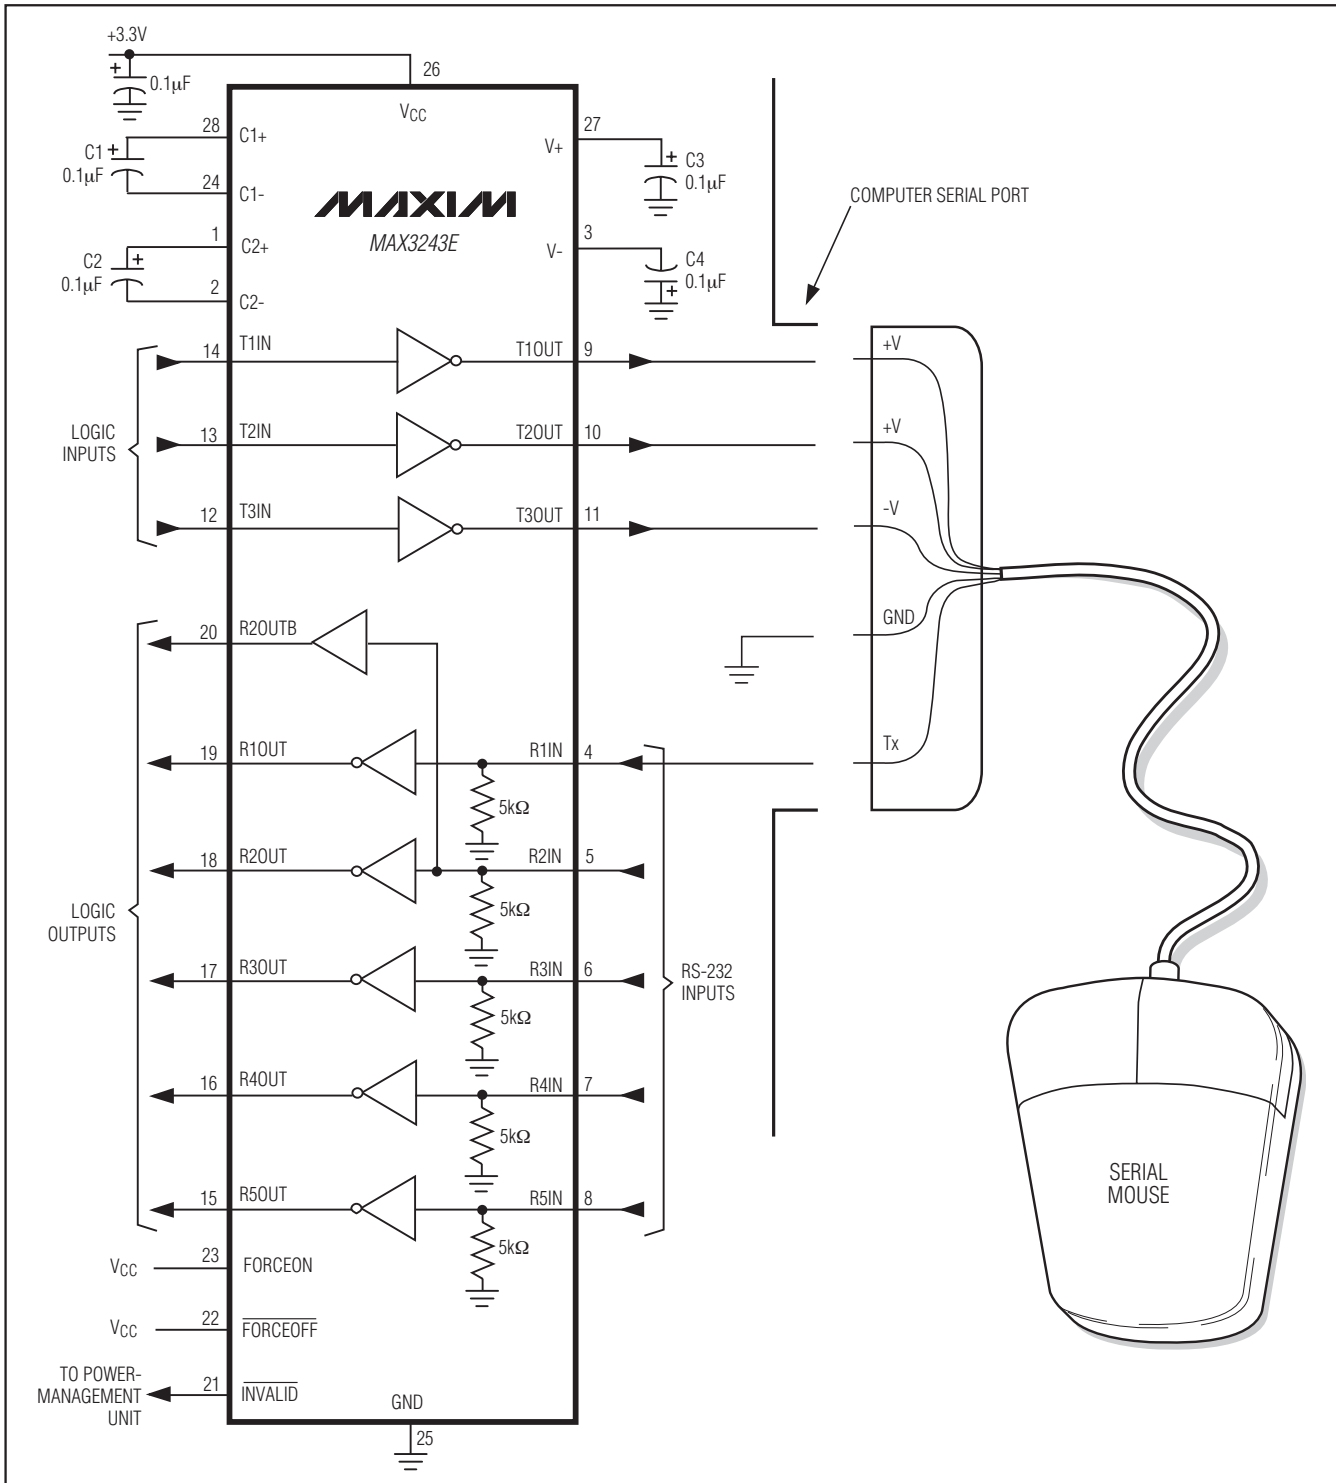 +3.3V
26
0.1µF
VCC
28
C1+
27
V+
C1
0.1µF
C3
0.1µF
24
C1-
COMPUTER SERIAL PORT
MAXIM
MAX3243E
1
C2+
3
V-
C2
0.1µF
C4
0.1µF
2
C2-
14
T1IN
T1OUT
9
+V
LOGIC
INPUTS
13
T2IN
T2OUT
10
+V
12
T3IN
T3OUT
11
-V
20
R2OUTB
GND
19
R1OUT
R1IN
4
Tx
5kΩ
18
R2OUT
R2IN
5
LOGIC
OUTPUTS
5kΩ
17
R3OUT
R3IN
6
RS-232
INPUTS
5kΩ
16
R4OUT
R4IN
7
5kΩ
SERIAL
MOUSE
15
R5OUT
R5IN
8
5kΩ
VCC
23
FORCEON
VCC
22
FORCEOFF
TO POWER-
MANAGEMENT
UNIT
21
INVALID
GND
25
+
+
+
+
+